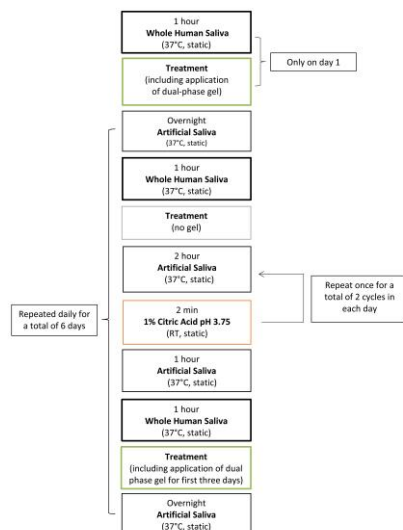 1 hour
Whole Human Saliva
(37°C, static)
Only on day 1
Treatment
(including application
of dual-phase gel)
Overnight
Artificial Saliva
(37°C, static)
1 hour
Whole Human Saliva
(37°C, static)
Treatment
(no gel)
2 hour
Artificial Saliva
(37°C, static)
Repeat once for a
total of 2 cycles in
each day
Repeated daily for
a total of 6 days
2 min
1% Citric Acid pH 3.75
(RT, static)
1 hour
Artificial Saliva
(37°C, static)
1 hour
Whole Human Saliva
(37°C, static)
Treatment
(including application of dual
phase gel for first three days)
Overnight
Artificial Saliva
(37°C, static)